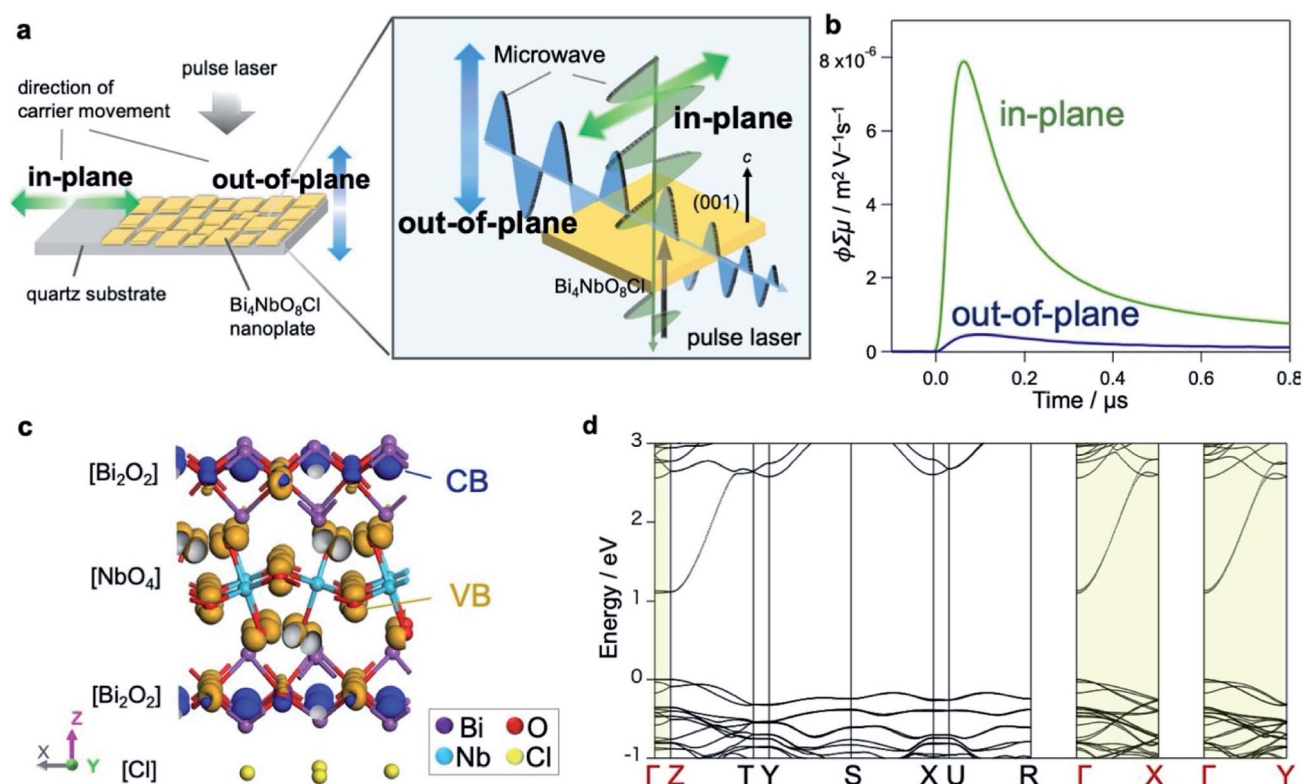 a
pulse laser
direction of
carrier movement
in-plane
out-of-plane
quartz substrate
Bi₄NbO₈Cl
nanoplate
Microwave
in-plane
out-of-plane
c
(001)
Bi₄NbO₈Cl
pulse laser
b
8 x10⁻⁶
6
4
2
0
ϕΣμ / m² V⁻¹s⁻¹
in-plane
out-of-plane
0.0 0.2 0.4 0.6 0.8
Time / μs
c
[Bi₂O₂]
CB
[NbO₄]
VB
[Bi₂O₂]
[Cl]
Z
X
Y
Bi O
Nb Cl
d
3
2
1
0
-1
Energy / eV
Γ Z T Y S X U R Γ X Γ Y